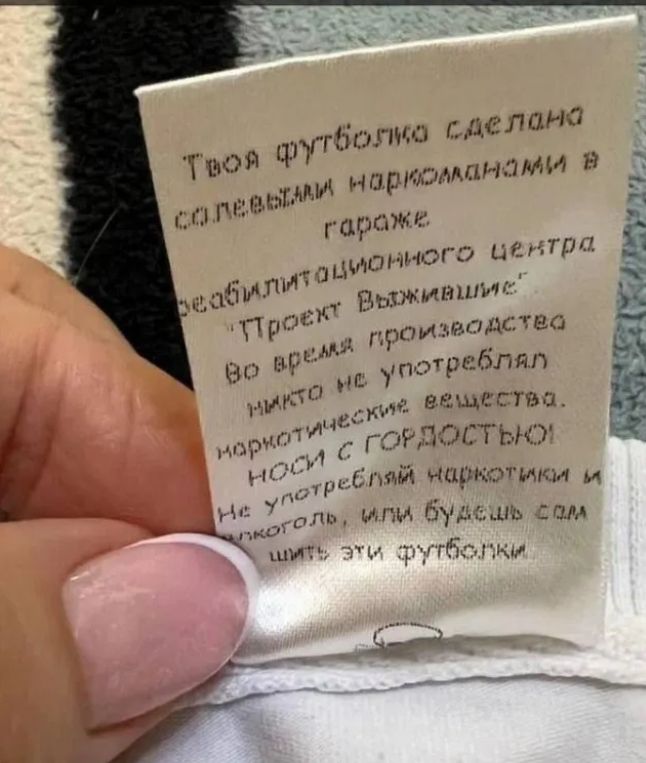 Твоя футболка сделана
солевыми наркоманами в
гараже
реабилитационного центра
"Проект Выжившие"
Во время производства
никто не употреблял
наркотические вещества.
НОСИ С ГОРДОСТЬЮ!
Не употребляй наркотики и
алкоголь, или будешь сам
шить эти футболки